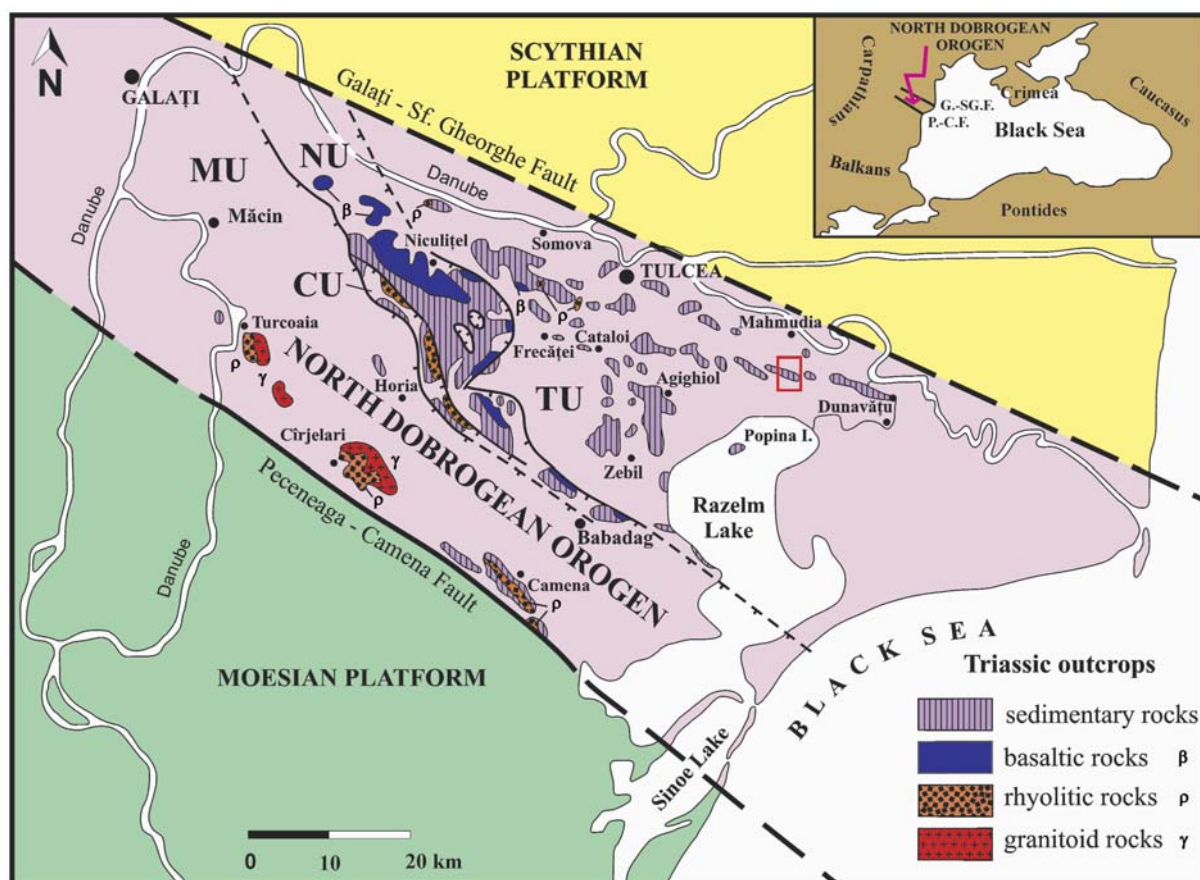 N
GALAȚI
SCYTHIAN
PLATFORM
Galați - Sf. Gheorghe Fault
NORTH DOBROGEAN
OROGEN
Carpathians
Crimea
Caucasus
G.-SG.F.
P.-C.F.
Black Sea
Balkans
Pontides
MU
NU
Danube
Danube
Măcin
β
ρ
Niculițel
Somova
TULCEA
CU
β
ρ
Mahmudia
Turcoaia
Frecăței
Cataloi
ρ
γ
Horia
TU
Agighiol
Dunavățu
NORTH DOBROGEAN OROGEN
Popina I.
Cîrjelari
γ
ρ
Zebil
Razelm
Lake
Peceneaga - Camena Fault
Babadag
Danube
Camena
ρ
MOESIAN PLATFORM
BLACK SEA
Sinoe Lake
Triassic outcrops
sedimentary rocks
basaltic rocks β
rhyolitic rocks ρ
granitoid rocks γ
0 10 20 km